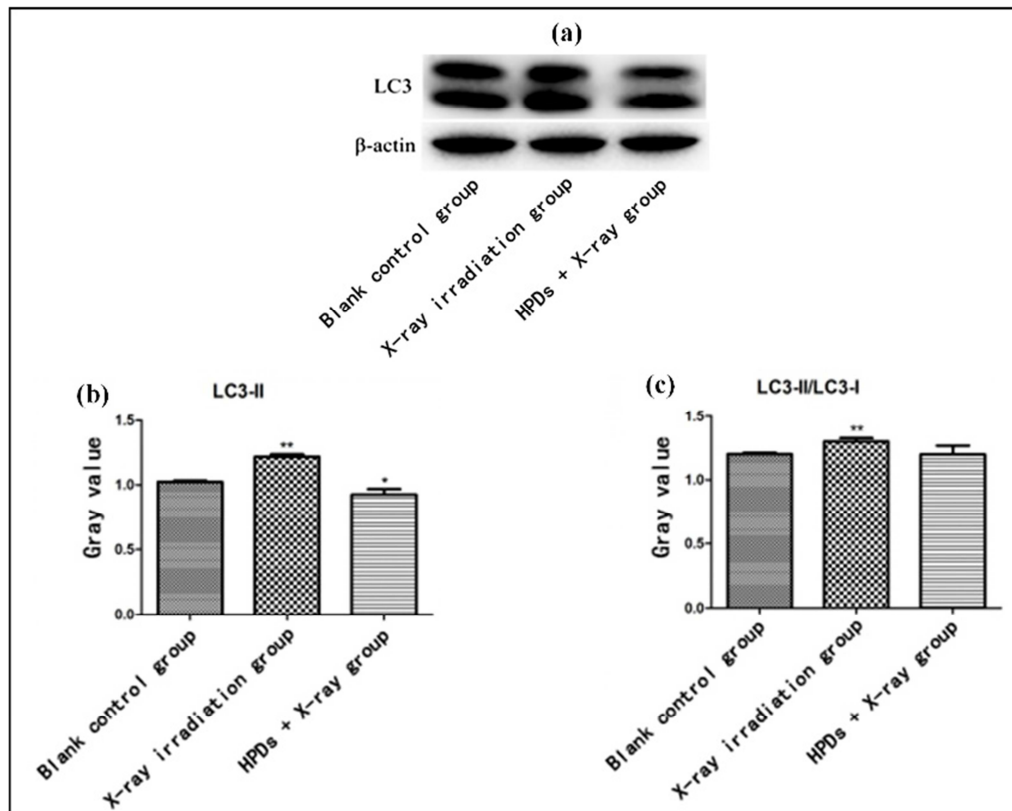 (a)
LC3
β-actin
Blank control group
X-ray irradiation group
HPDs + X-ray group
(b)
LC3-II
Gray value
1.5
1.0
0.5
0.0
**
*
Blank control group
X-ray irradiation group
HPDs + X-ray group
(c)
LC3-II/LC3-I
Gray value
1.5
1.0
0.5
0.0
**
Blank control group
X-ray irradiation group
HPDs + X-ray group